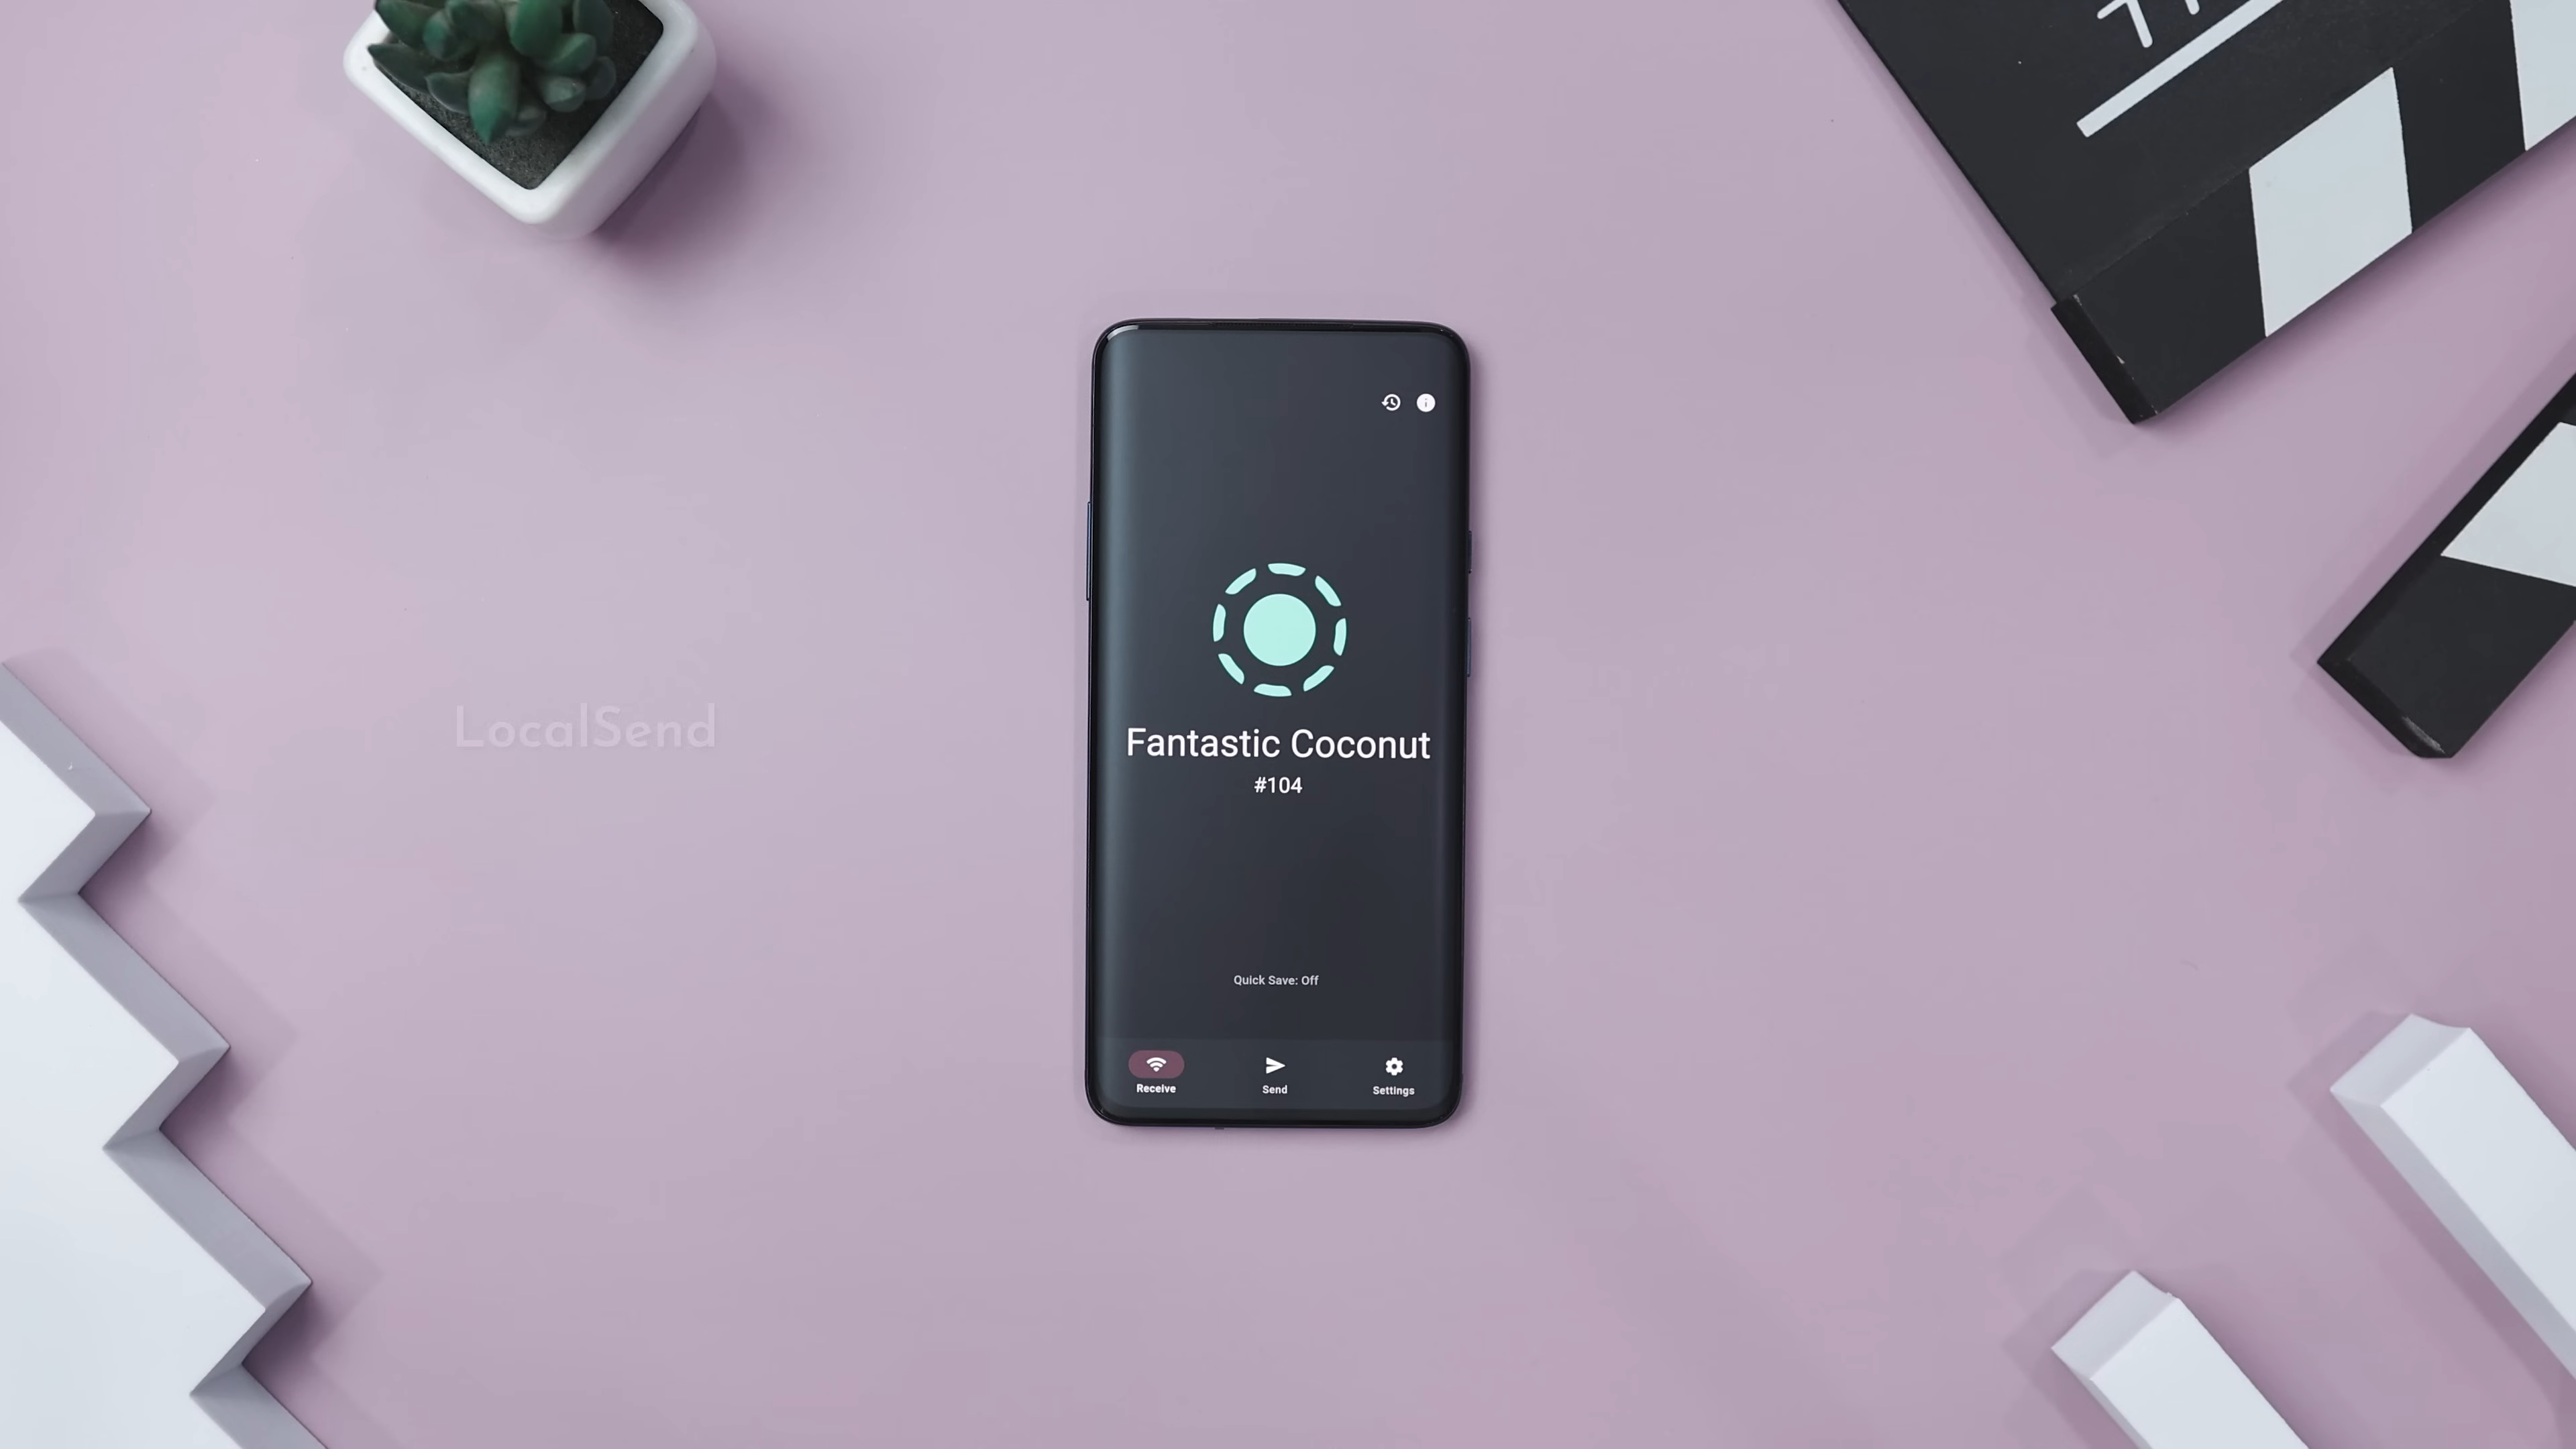 LocalSend
Fantastic Coconut
#104
Quick Save: Off
Receive
Send
Settings